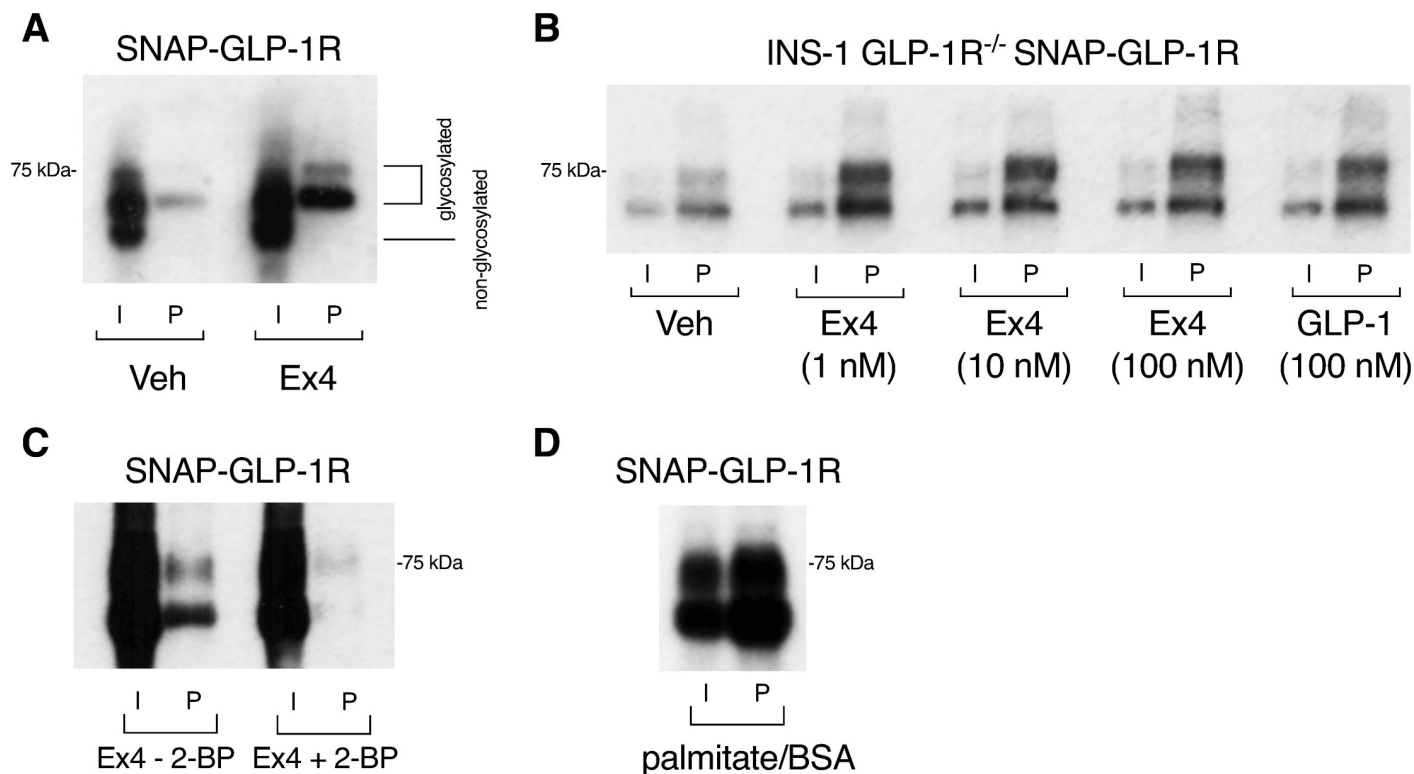 A
SNAP-GLP-1R
75 kDa-
glycosylated
non-glycosylated
I P I P
Veh Ex4
B
INS-1 GLP-1R-/- SNAP-GLP-1R
75 kDa-
I P I P I P I P I P
Veh Ex4 Ex4 Ex4 GLP-1
(1 nM) (10 nM) (100 nM) (100 nM)
C
SNAP-GLP-1R
-75 kDa
I P I P
Ex4 - 2-BP Ex4 + 2-BP
D
SNAP-GLP-1R
-75 kDa
I P
palmitate/BSA